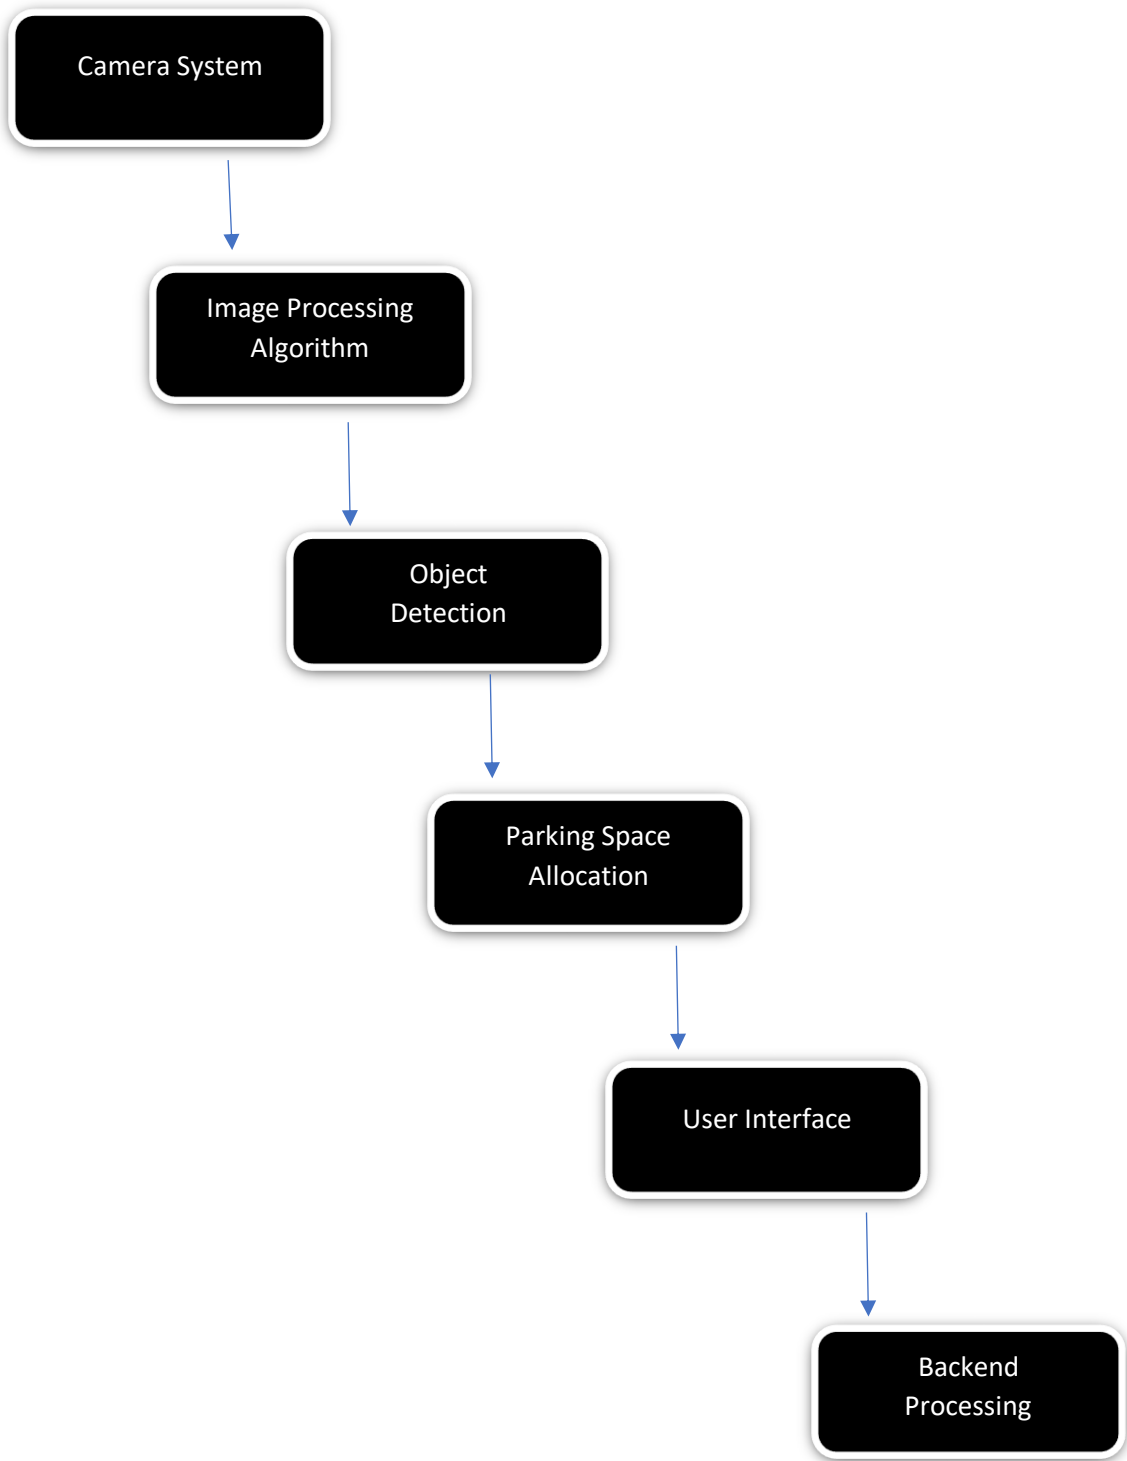 Camera System
Image Processing
Algorithm
Object
Detection
Parking Space
Allocation
User Interface
Backend
Processing